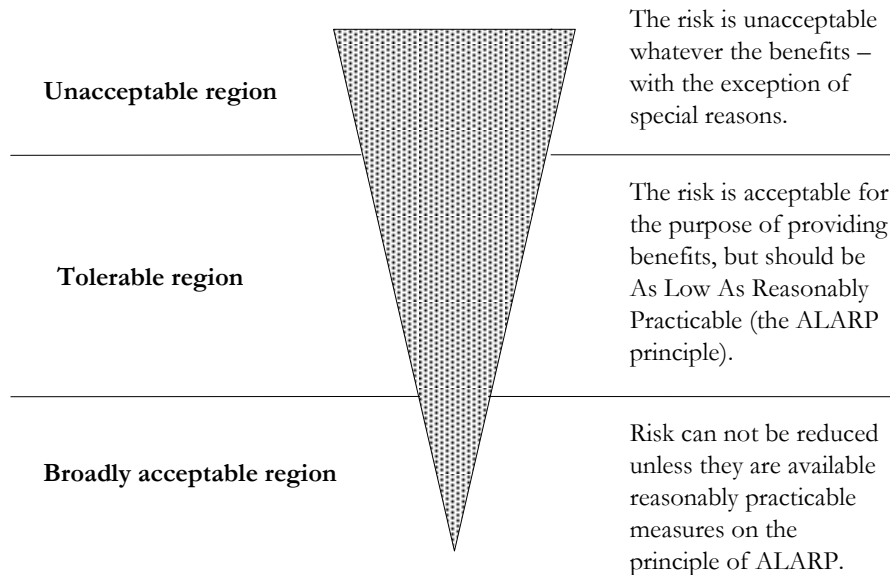 Unacceptable region
The risk is unacceptable
whatever the benefits –
with the exception of
special reasons.
Tolerable region
The risk is acceptable for
the purpose of providing
benefits, but should be
As Low As Reasonably
Practicable (the ALARP
principle).
Broadly acceptable region
Risk can not be reduced
unless they are available
reasonably practicable
measures on the
principle of ALARP.